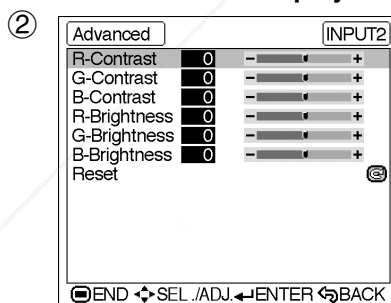 ②
Advanced INPUT2
R-Contrast 0 - +
G-Contrast 0 - +
B-Contrast 0 - +
R-Brightness 0 - +
G-Brightness 0 - +
B-Brightness 0 - +
Reset
END SEL./ADJ. ENTER BACK